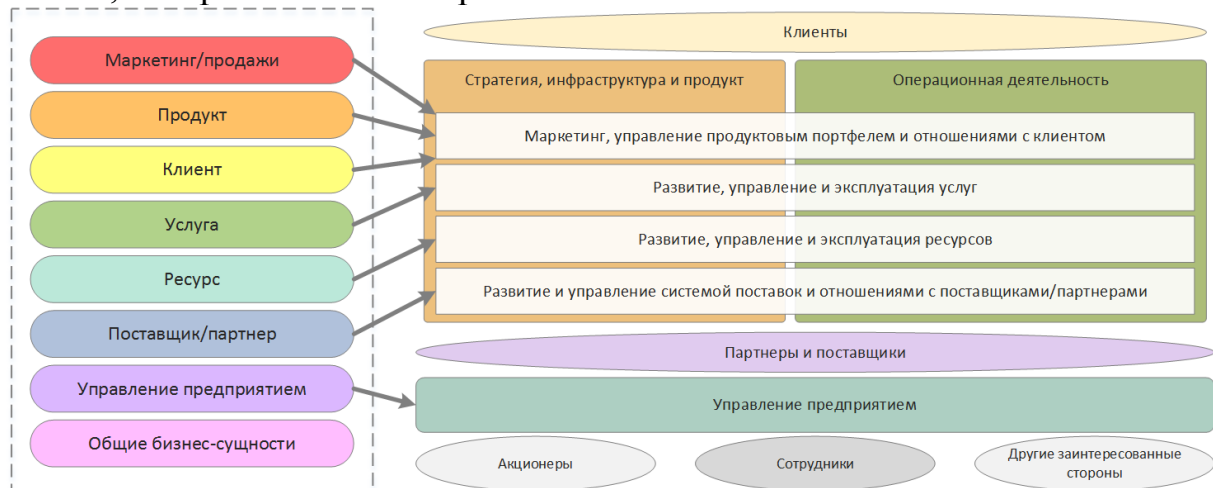 Маркетинг/продажи
Продукт
Клиент
Услуга
Ресурс
Поставщик/партнер
Управление предприятием
Общие бизнес-сущности
Клиенты
Стратегия, инфраструктура и продукт
Операционная деятельность
Маркетинг, управление продуктовым портфелем и отношениями с клиентом
Развитие, управление и эксплуатация услуг
Развитие, управление и эксплуатация ресурсов
Развитие и управление системой поставок и отношениями с поставщиками/партнерами
Партнеры и поставщики
Управление предприятием
Акционеры
Сотрудники
Другие заинтересованные
стороны